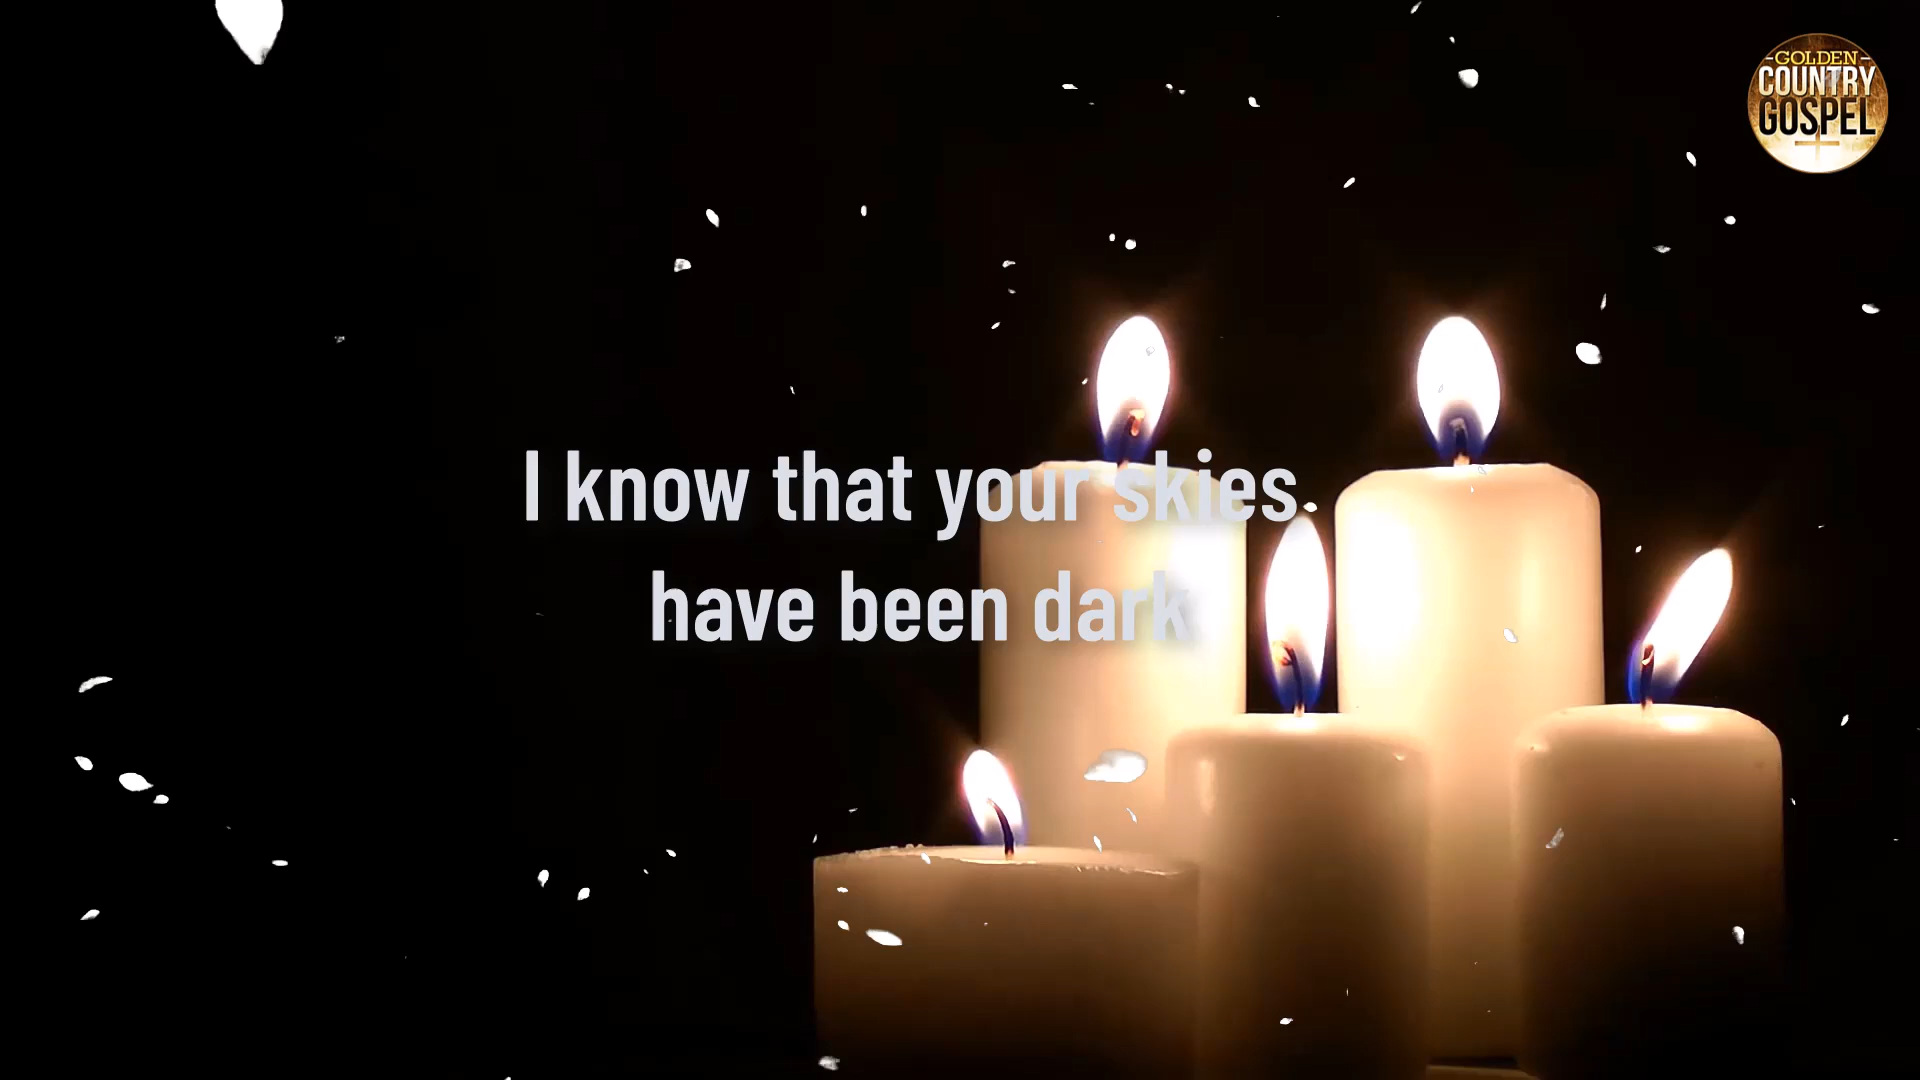 GOLDEN
COUNTRY
GOSPEL
I know that your skies
have been dark